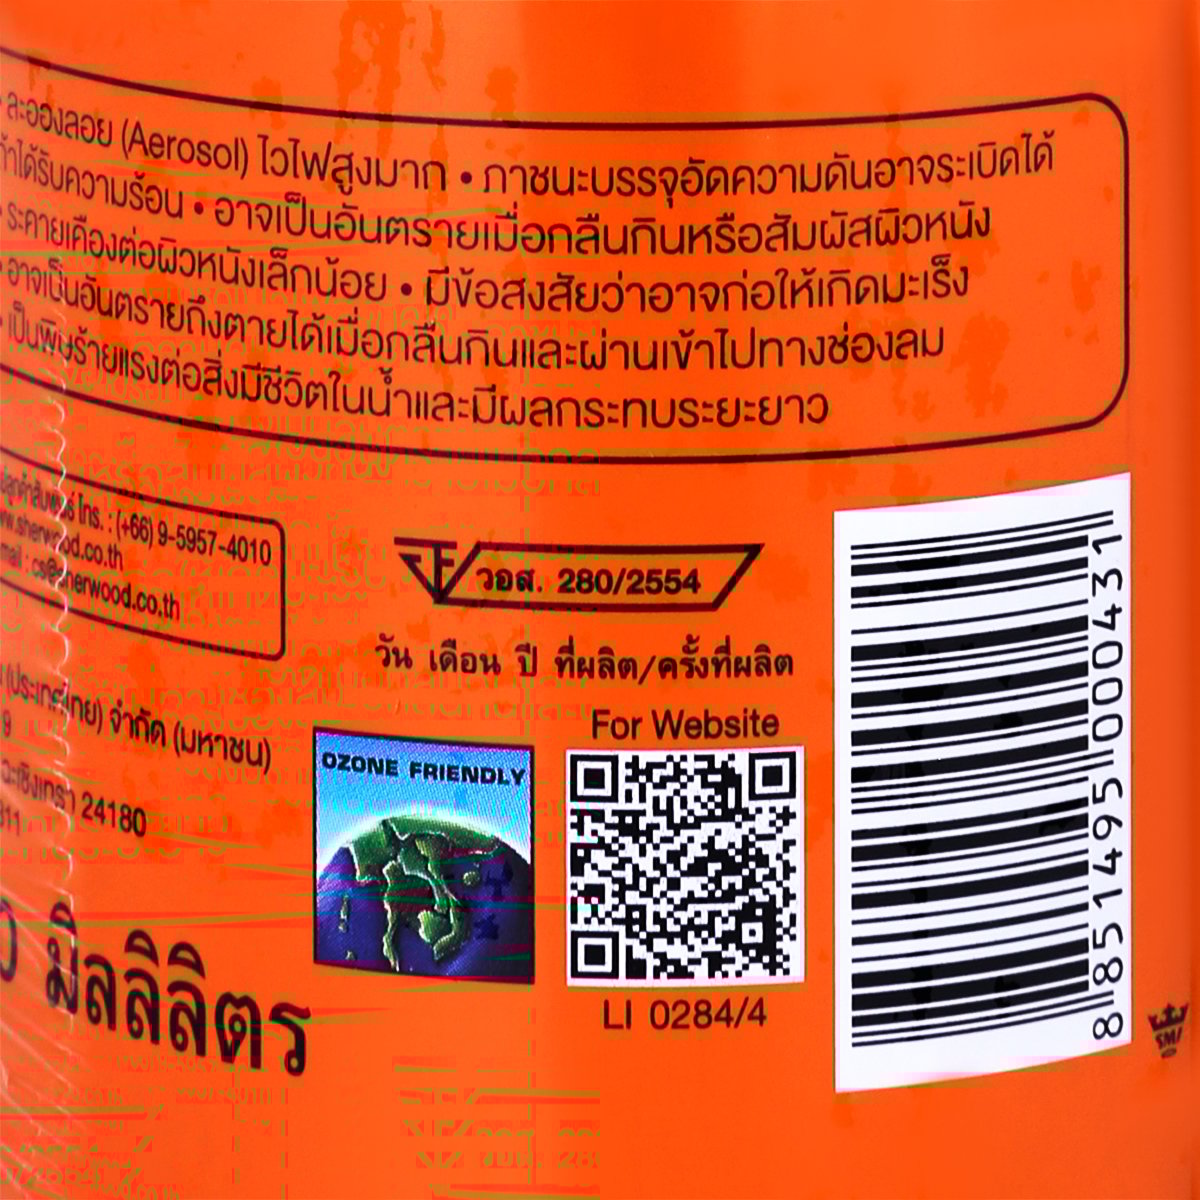 • ละอองลอย (Aerosol) ไวไฟสูงมาก • ภาชนะบรรจุอัดความดันอาจระเบิดได้
ถ้าได้รับความร้อน • อาจเป็นอันตรายเมื่อกลืนกินหรือสัมผัสผิวหนัง
• ระคายเคืองต่อผิวหนังเล็กน้อย • มีข้อสงสัยว่าอาจก่อให้เกิดมะเร็ง
• อาจเป็นอันตรายถึงตายได้เมื่อกลืนกินและผ่านเข้าไปทางช่องลม
• เป็นพิษร้ายแรงต่อสิ่งมีชีวิตในน้ำและมีผลกระทบระยะยาว
โทร. : (+66) 9-5957-4010
sherwood.co.th
mail : cs@sherwood.co.th
(ประเทศไทย) จำกัด (มหาชน)
ฉะเชิงเทรา 24180
มิลลิลิตร
วอส. 280/2554
วัน เดือน ปี ที่ผลิต/ครั้งที่ผลิต
OZONE FRIENDLY
For Website
LI 0284/4
8 851495 000431
SMI